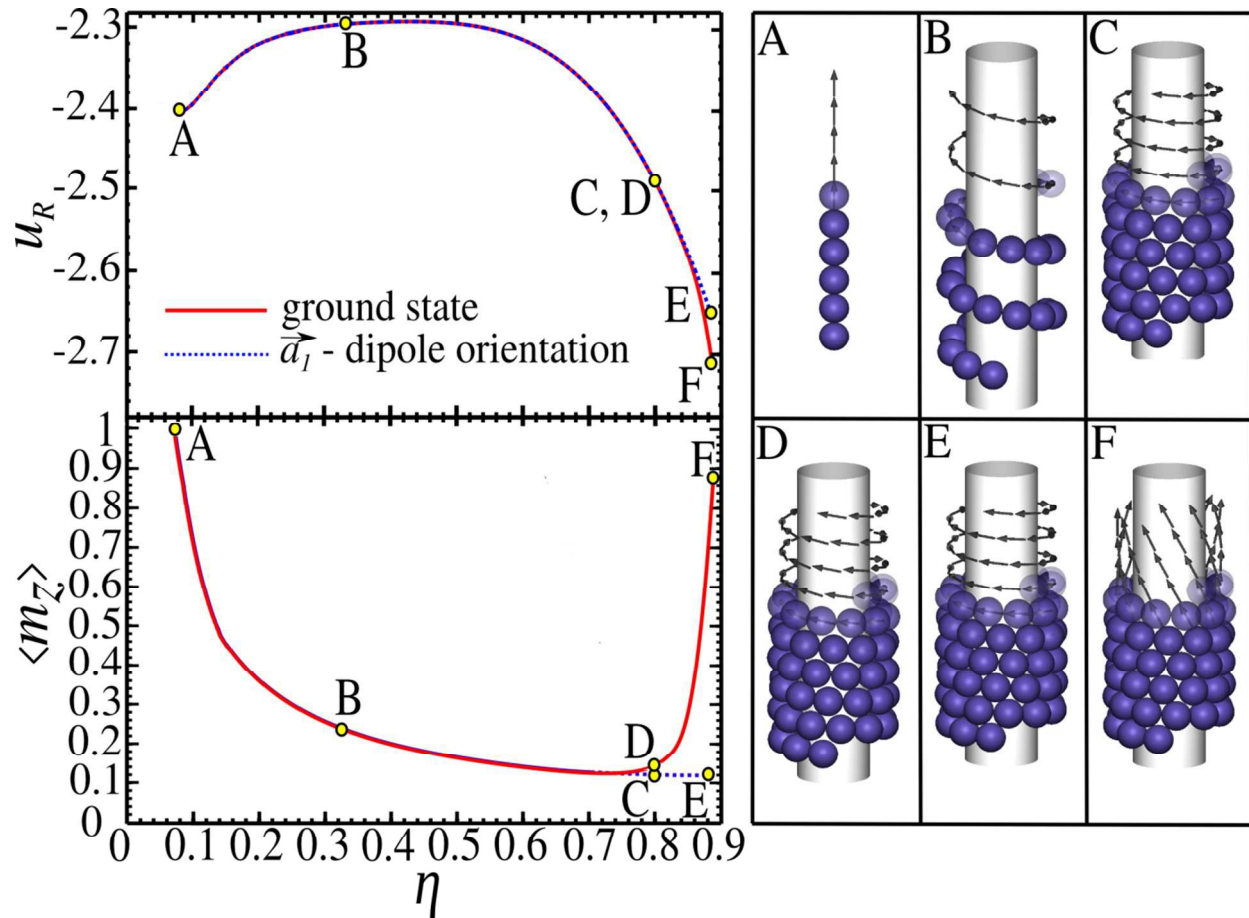 -2.3
-2.4
-2.5
-2.6
-2.7
u_R
A
B
C, D
E
F
ground state
a⃗₁ - dipole orientation
1
0.9
0.8
0.7
0.6
0.5
0.4
0.3
0.2
0.1
0
⟨m_Z⟩
A
B
D
C
E
F
0 0.1 0.2 0.3 0.4 0.5 0.6 0.7 0.8 0.9
η
A
B
C
D
E
F